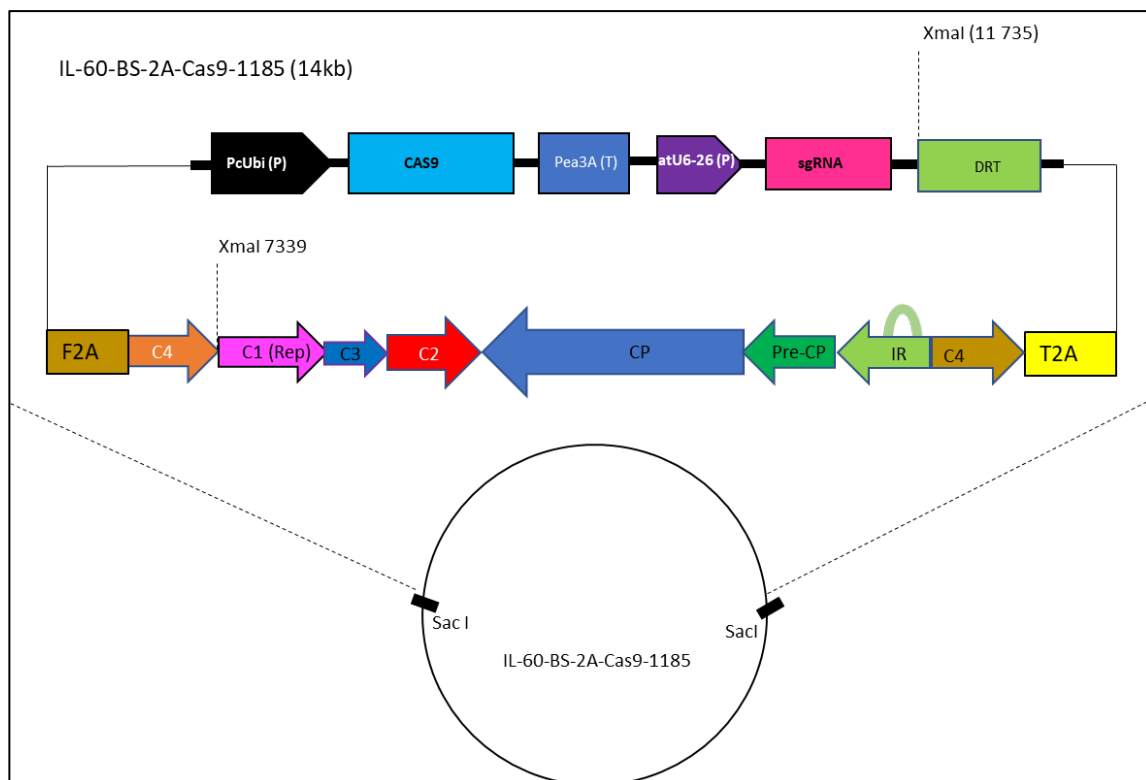 XmaI (11 735)
IL-60-BS-2A-Cas9-1185 (14kb)
PcUbi (P)
CAS9
Pea3A (T)
atU6-26 (P)
sgRNA
DRT
XmaI 7339
F2A
C4
C1 (Rep)
C3
C2
CP
Pre-CP
IR
C4
T2A
Sac I
SacI
IL-60-BS-2A-Cas9-1185